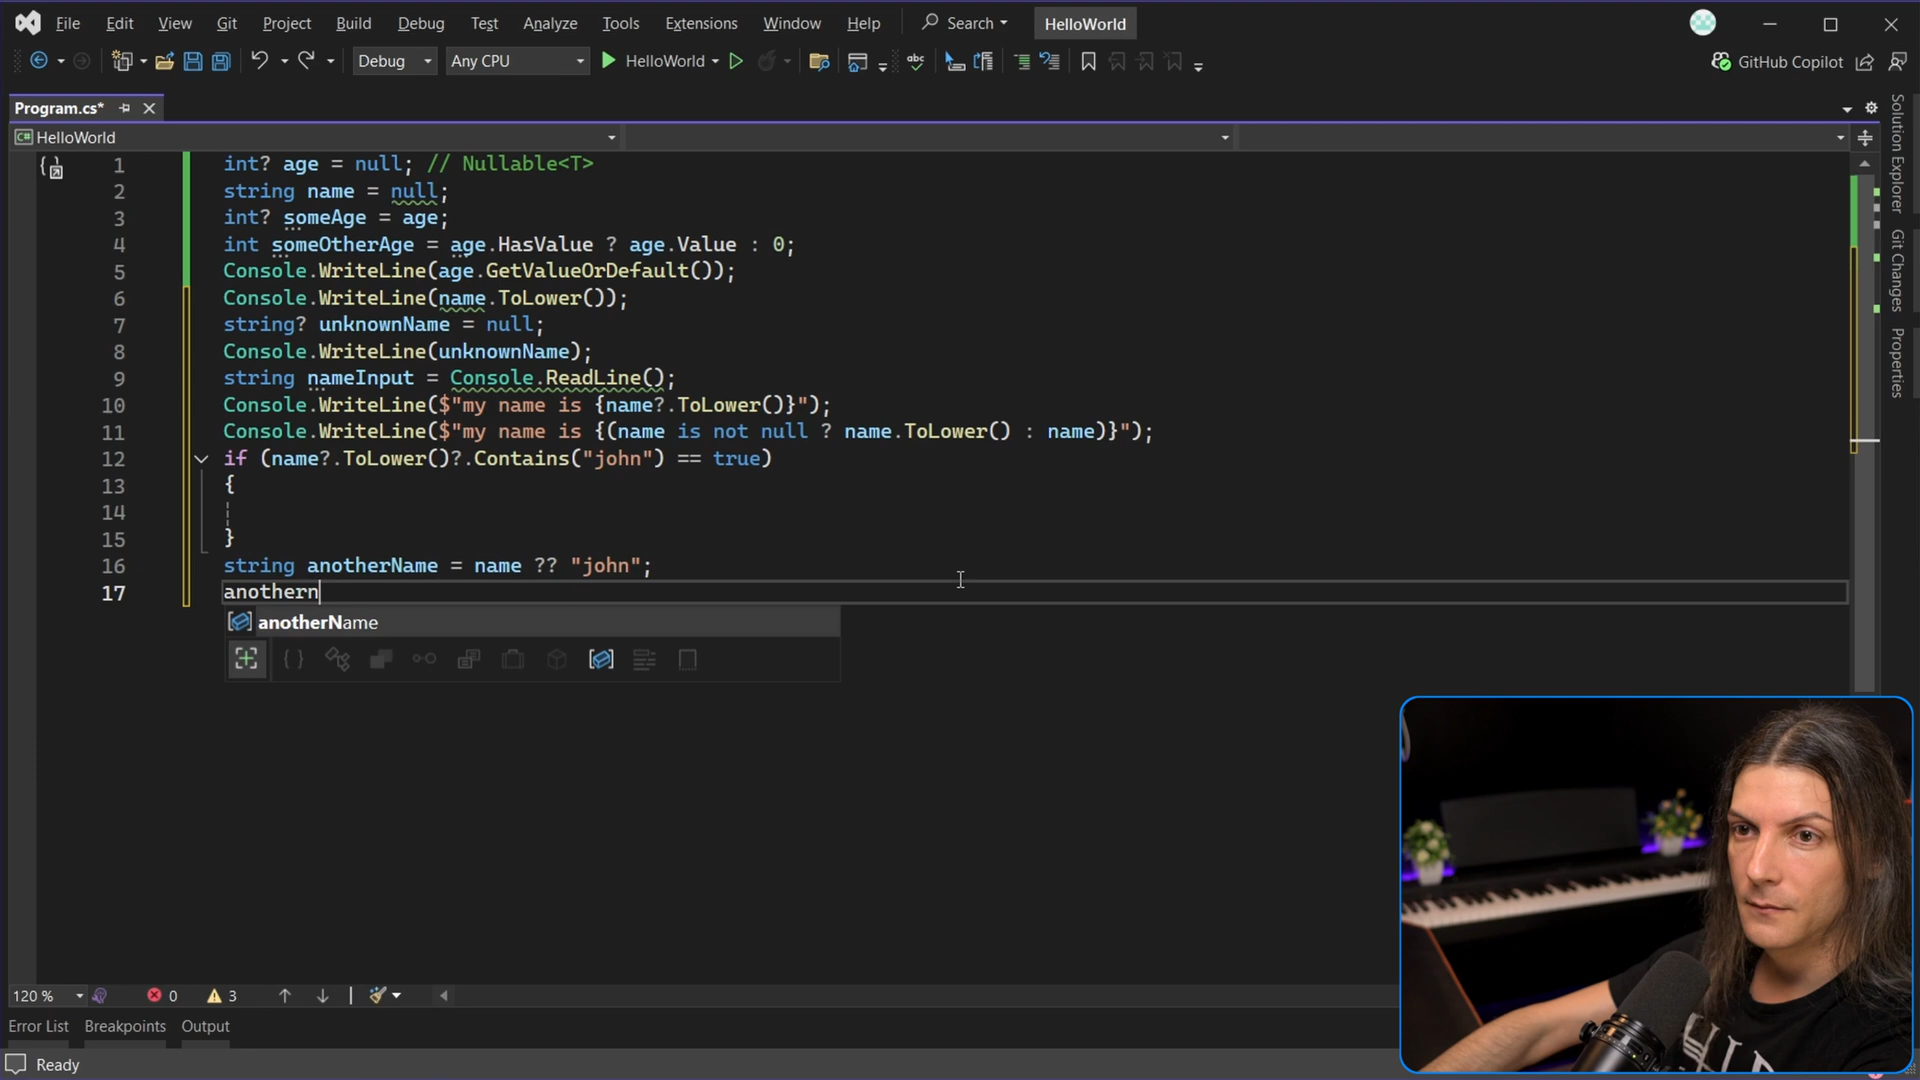 File Edit View Git Project Build Debug Test Analyze Tools Extensions Window Help Search HelloWorld
Debug Any CPU HelloWorld abc GitHub Copilot
Program.cs*
C# HelloWorld
1 int? age = null; // Nullable<T>
2 string name = null;
3 int? someAge = age;
4 int someOtherAge = age.HasValue ? age.Value : 0;
5 Console.WriteLine(age.GetValueOrDefault());
6 Console.WriteLine(name.ToLower());
7 string? unknownName = null;
8 Console.WriteLine(unknownName);
9 string nameInput = Console.ReadLine();
10 Console.WriteLine($"my name is {name?.ToLower()}");
11 Console.WriteLine($"my name is {(name is not null ? name.ToLower() : name)}");
12 if (name?.ToLower()?.Contains("john") == true)
13 {
14
15 }
16 string anotherName = name ?? "john";
17 anothern
anotherName
Solution Explorer
Git Changes
Properties
120 % 0 3
Error List Breakpoints Output
Ready